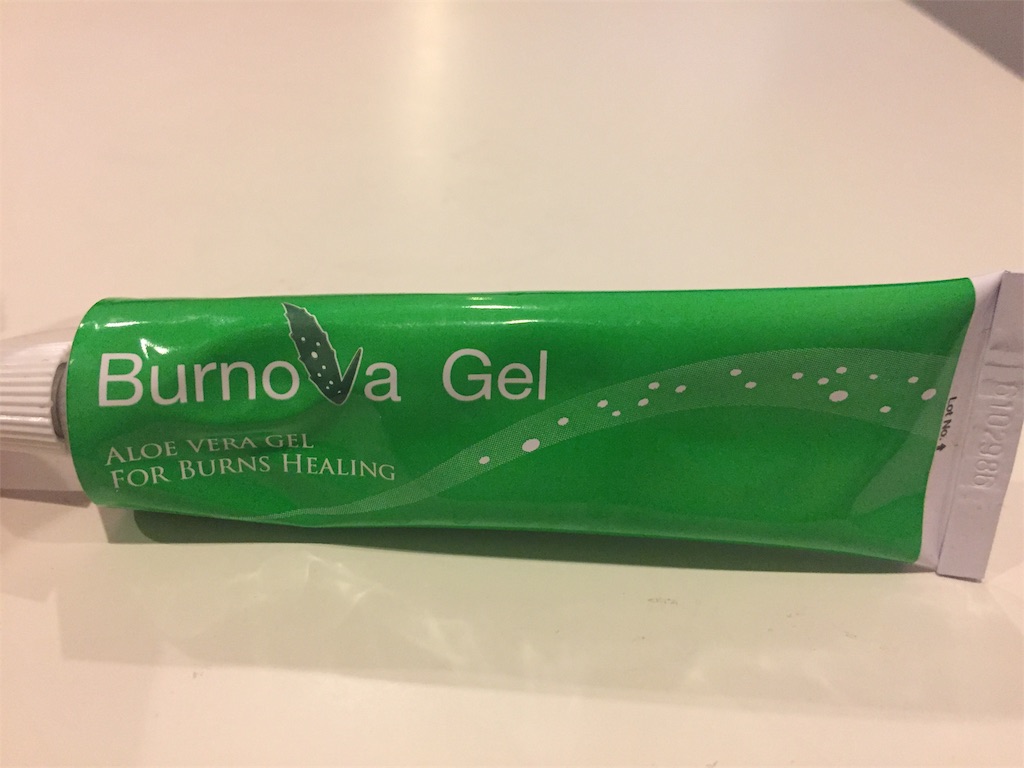 BurnoVa Gel
ALOE VERA GEL
FOR BURNS HEALING
Lot No.